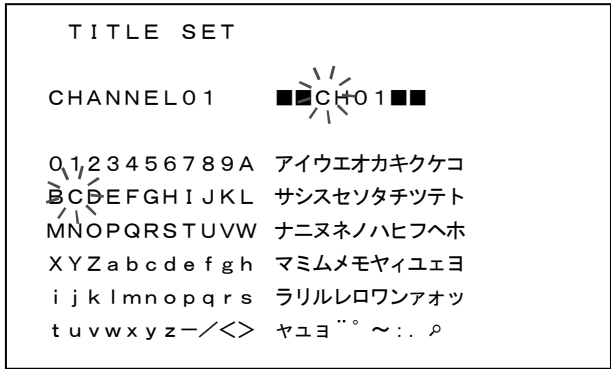 TITLE SET
CHANNEL01 ■■CH01■■
0123456789A アイウエオカキクケコ
BCDEFGHIJKL サシスセソタチツテト
MNOPQRSTUVW ナニヌネノハヒフヘホ
XYZabcdefgh マミムメモヤィユェヨ
ijklmnopqrs ラリルレロワンァォッ
tuvwxyz−／<> ャュョ¨°～:.